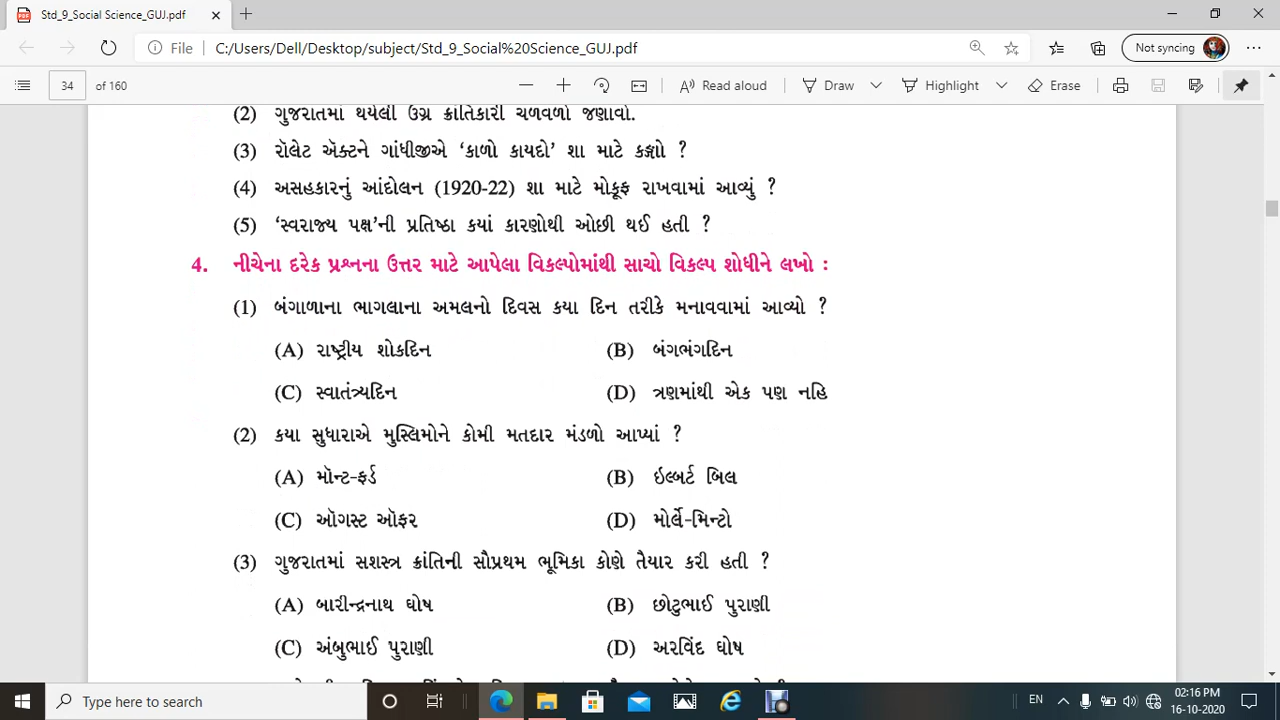 Std_9_Social Science_GUJ.pdf
File C:/Users/Dell/Desktop/subject/Std_9_Social%20Science_GUJ.pdf Not syncing
34 of 160 Read aloud Draw Highlight Erase
(2) ગુજરાતમાં થયેલી ઉગ્ર ક્રાંતિકારી ચળવળો જણાવો.
(3) રૉલેટ ઍક્ટને ગાંધીજીએ ‘કાળો કાયદો’ શા માટે કહ્યો ?
(4) અસહકારનું આંદોલન (1920-22) શા માટે મોકૂફ રાખવામાં આવ્યું ?
(5) ‘સ્વરાજ્ય પક્ષ’ની પ્રતિષ્ઠા કયાં કારણોથી ઓછી થઈ હતી ?
4. નીચેના દરેક પ્રશ્નના ઉત્તર માટે આપેલા વિકલ્પોમાંથી સાચો વિકલ્પ શોધીને લખો :
(1) બંગાળાના ભાગલાના અમલનો દિવસ કયા દિન તરીકે મનાવવામાં આવ્યો ?
(A) રાષ્ટ્રીય શોકદિન (B) બંગભંગદિન
(C) સ્વાતંત્ર્યદિન (D) ત્રણમાંથી એક પણ નહિ
(2) કયા સુધારાએ મુસ્લિમોને કોમી મતદાર મંડળો આપ્યાં ?
(A) મૉન્ટ-ફર્ડ (B) ઇલ્બર્ટ બિલ
(C) ઑગસ્ટ ઑફર (D) મોર્લે-મિન્ટો
(3) ગુજરાતમાં સશસ્ત્ર ક્રાંતિની સૌપ્રથમ ભૂમિકા કોણે તૈયાર કરી હતી ?
(A) બારીન્દ્રનાથ ઘોષ (B) છોટુભાઈ પુરાણી
(C) અંબુભાઈ પુરાણી (D) અરવિંદ ઘોષ
Type here to search EN 02:16 PM
16-10-2020